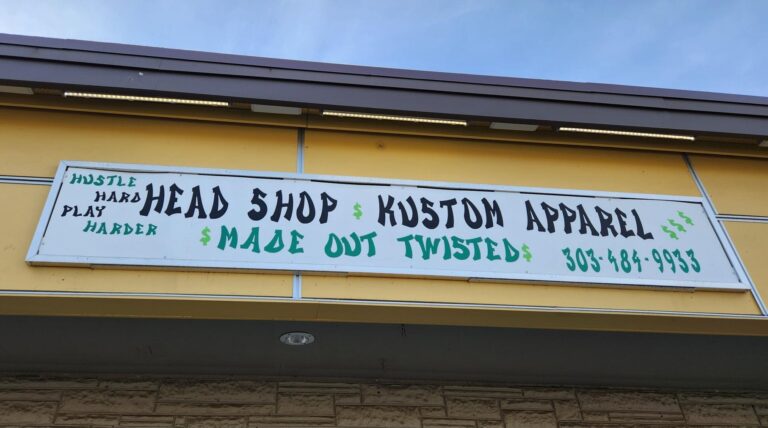 HUSTLE
HARD
PLAY
HARDER
HEAD SHOP $ KUSTOM APPAREL $$$
$MADE OUT TWISTED$
303-484-9933